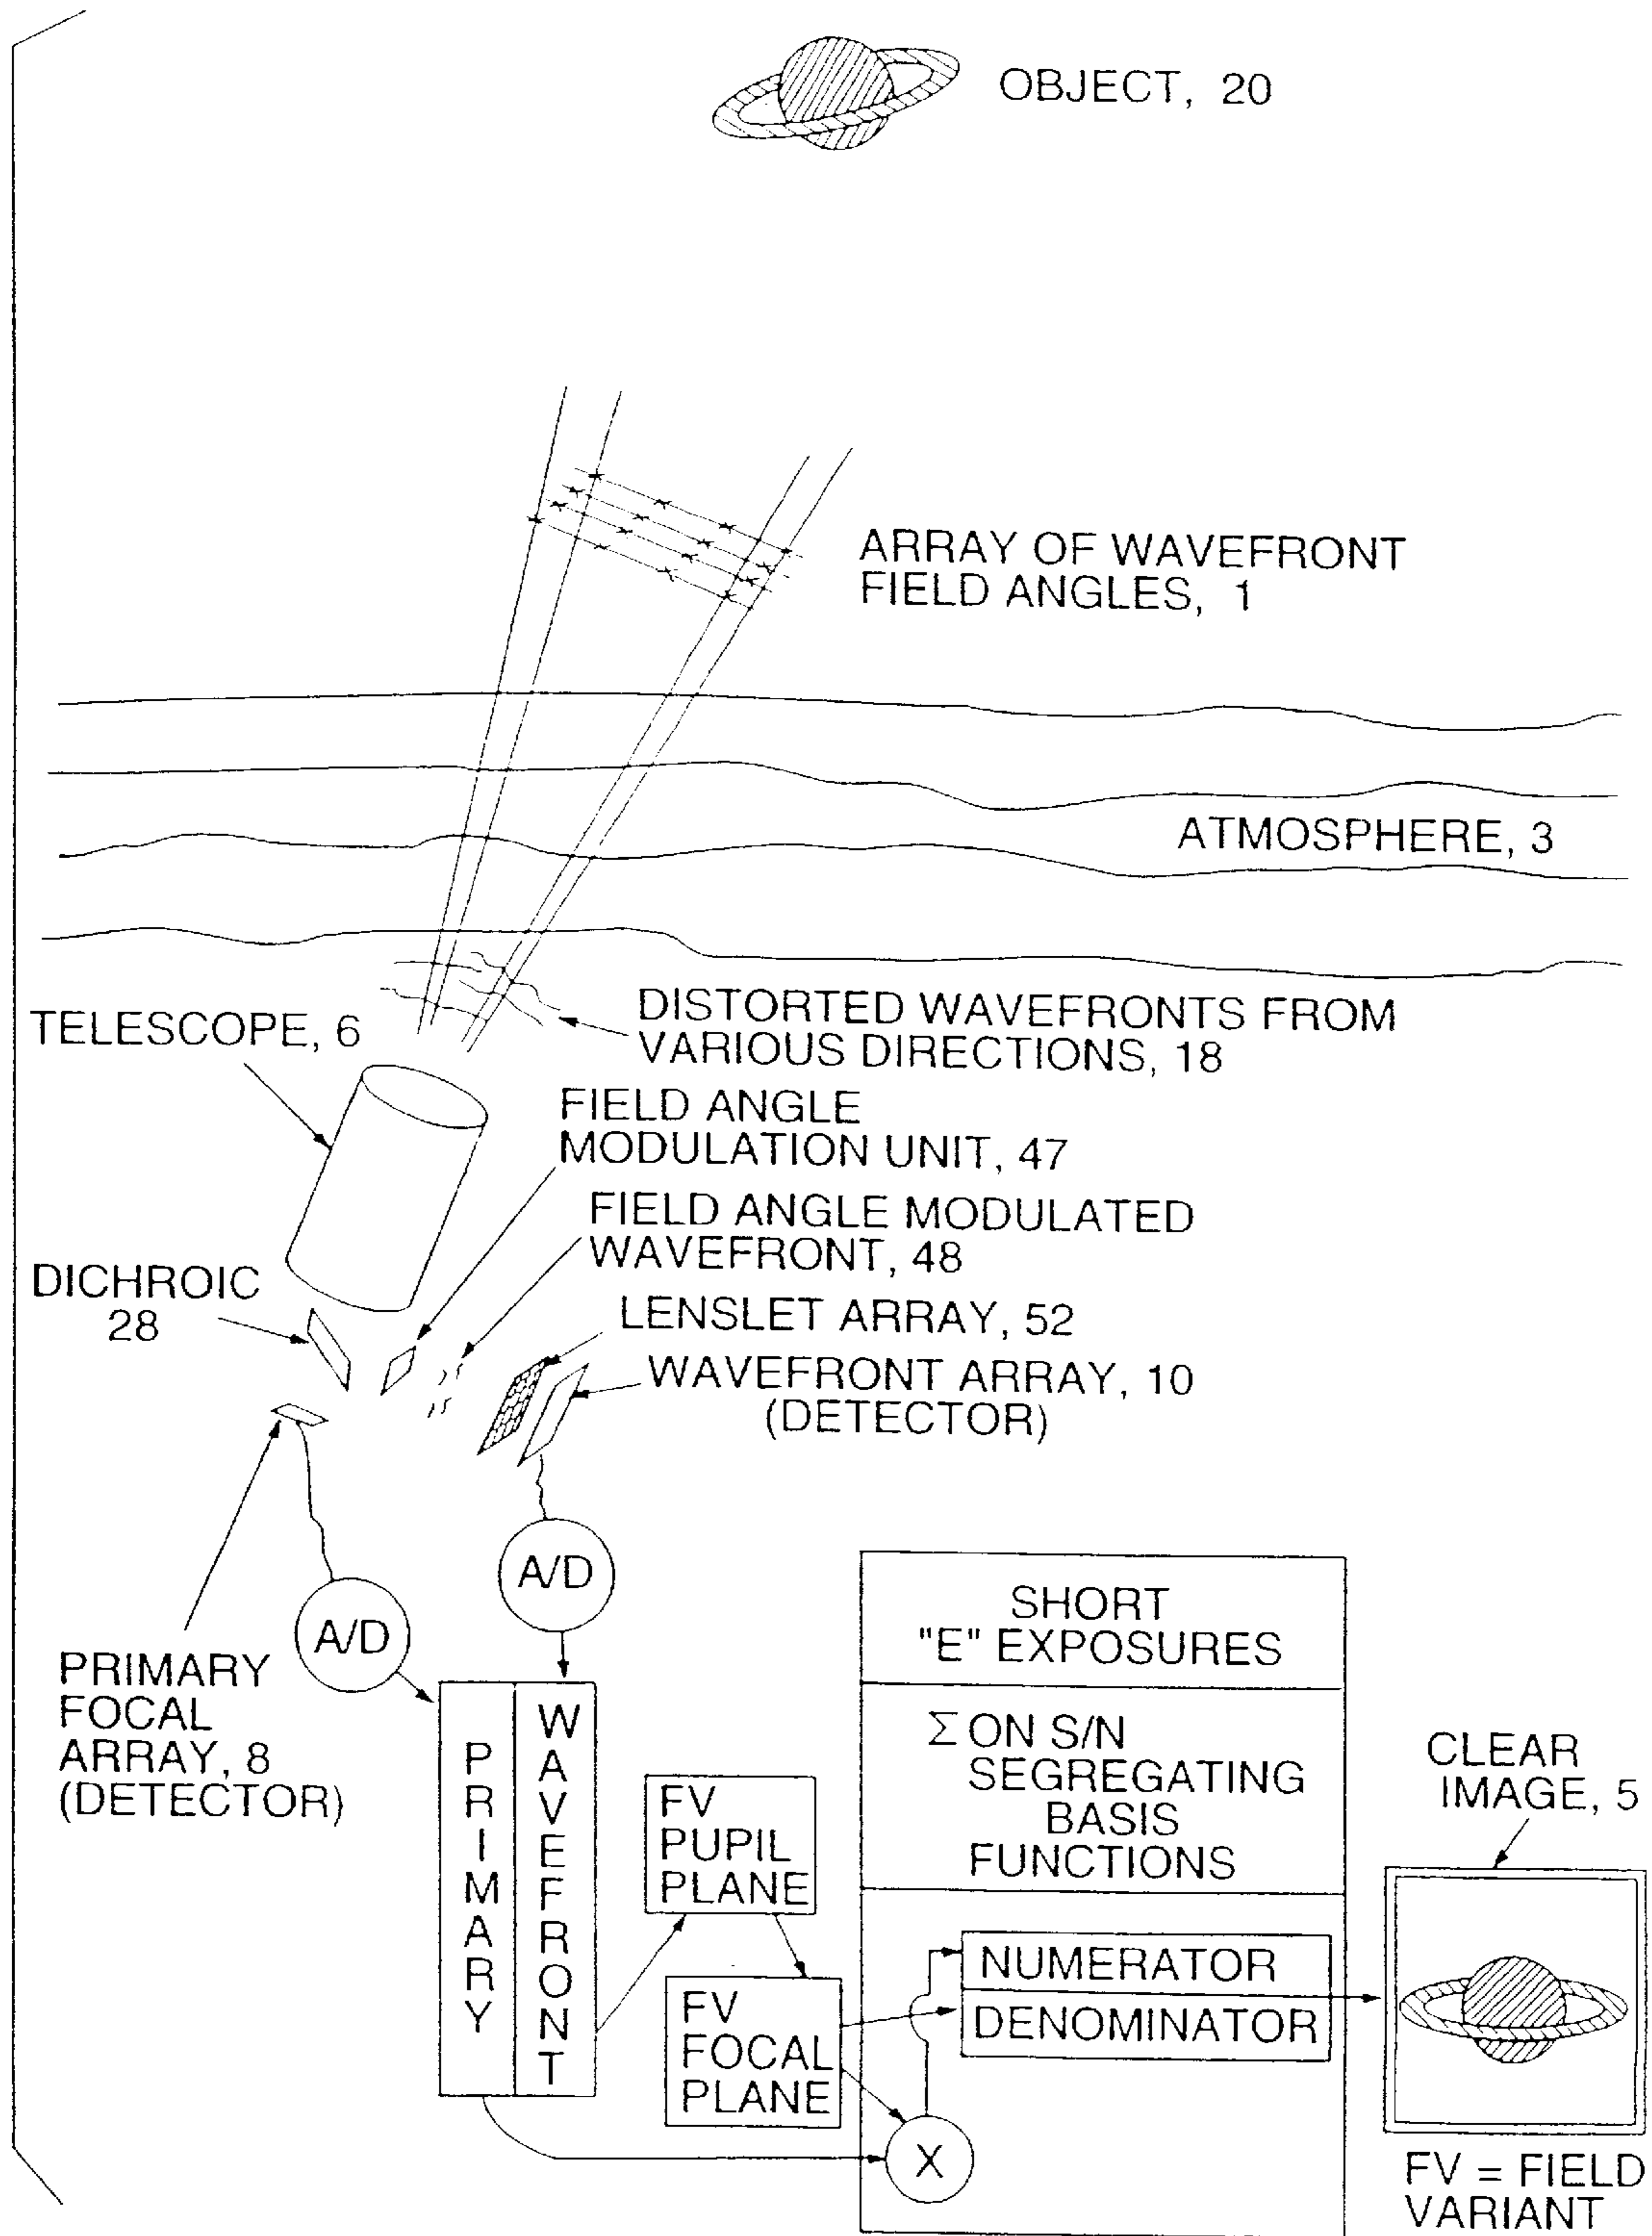 OBJECT, 20
ARRAY OF WAVEFRONT
FIELD ANGLES, 1
ATMOSPHERE, 3
DISTORTED WAVEFRONTS FROM
VARIOUS DIRECTIONS, 18
TELESCOPE, 6
FIELD ANGLE
MODULATION UNIT, 47
FIELD ANGLE MODULATED
WAVEFRONT, 48
DICHROIC
28
LENSLET ARRAY, 52
WAVEFRONT ARRAY, 10
(DETECTOR)
A/D
A/D
PRIMARY
FOCAL
ARRAY, 8
(DETECTOR)
PRIMARY
WAVEFRONT
FV
PUPIL
PLANE
FV
FOCAL
PLANE
SHORT
"E" EXPOSURES
Σ ON S/N
SEGREGATING
BASIS
FUNCTIONS
NUMERATOR
DENOMINATOR
X
CLEAR
IMAGE, 5
FV = FIELD
VARIANT